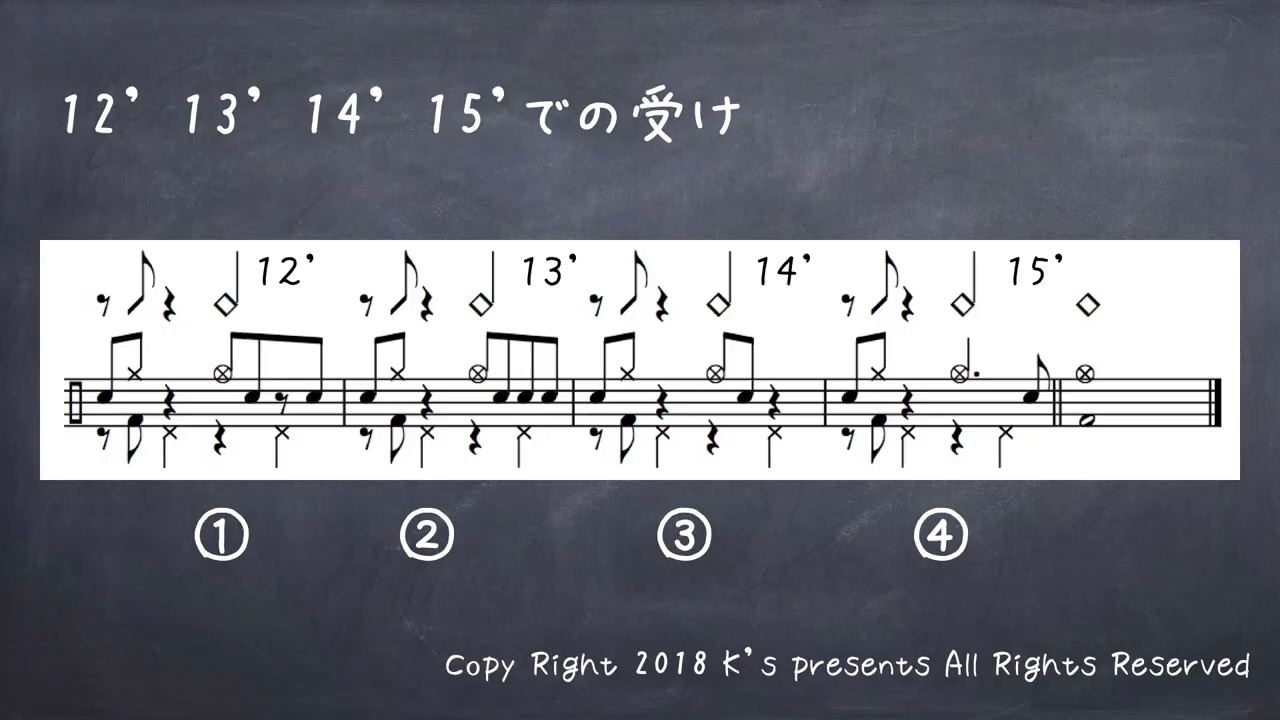 12’ 13’ 14’ 15’での受け
12’ 13’ 14’ 15’
① ② ③ ④
Copy Right 2018 K’s presents All Rights Reserved